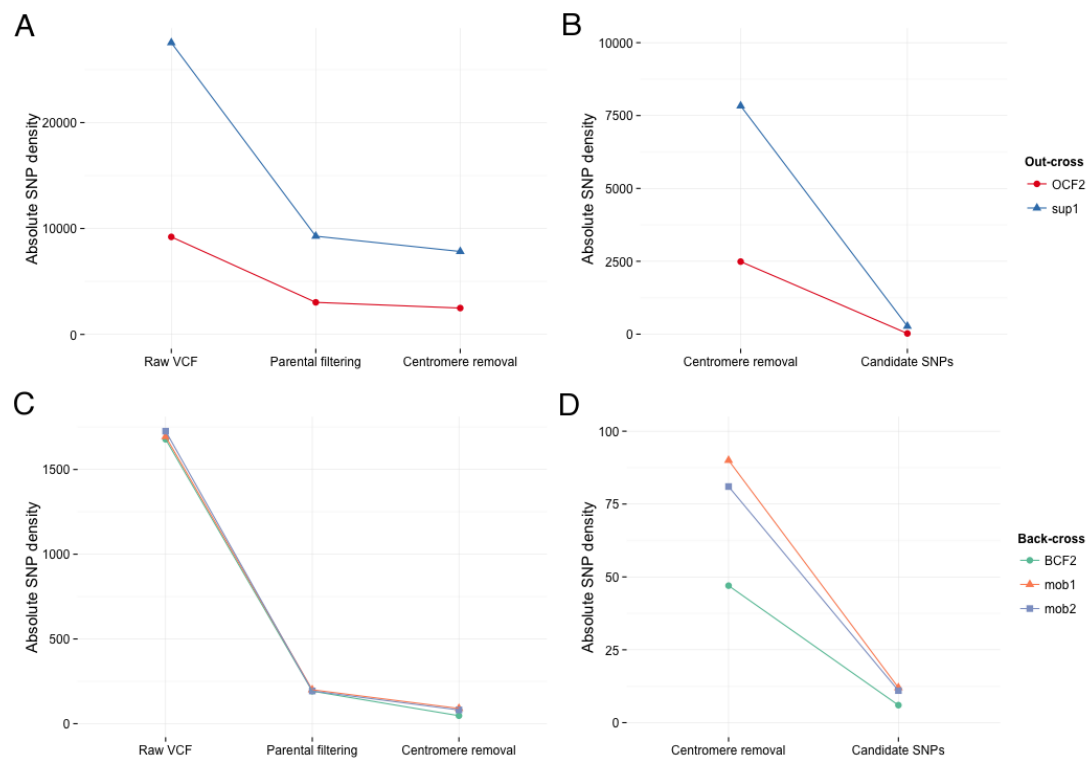 A
Absolute SNP density
20000
10000
0
Raw VCF
Parental filtering
Centromere removal
B
Absolute SNP density
10000
7500
5000
2500
0
Centromere removal
Candidate SNPs
Out-cross
OCF2
sup1
C
Absolute SNP density
1500
1000
500
0
Raw VCF
Parental filtering
Centromere removal
D
Absolute SNP density
100
75
50
25
0
Centromere removal
Candidate SNPs
Back-cross
BCF2
mob1
mob2